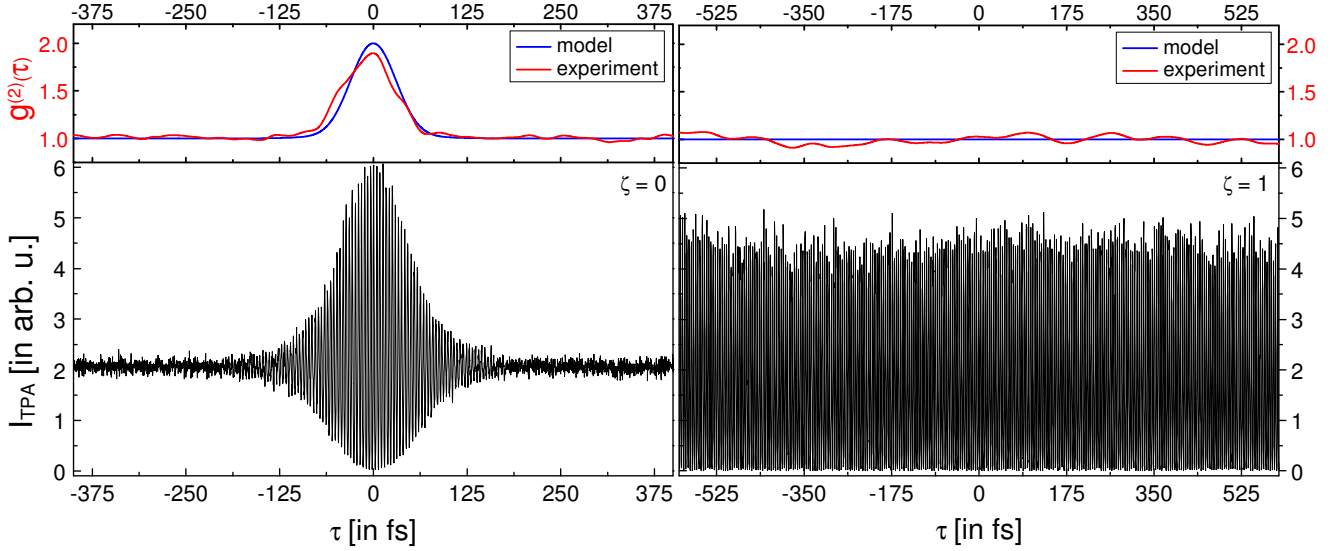 -375 -250 -125 0 125 250 375
-525 -350 -175 0 175 350 525
g⁽²⁾(τ)
2.0
1.5
1.0
model
experiment
model
experiment
2.0
1.5
1.0
I_TPA [in arb. u.]
6
5
4
3
2
1
0
ζ = 0
ζ = 1
6
5
4
3
2
1
0
-375 -250 -125 0 125 250 375
τ [in fs]
-525 -350 -175 0 175 350 525
τ [in fs]